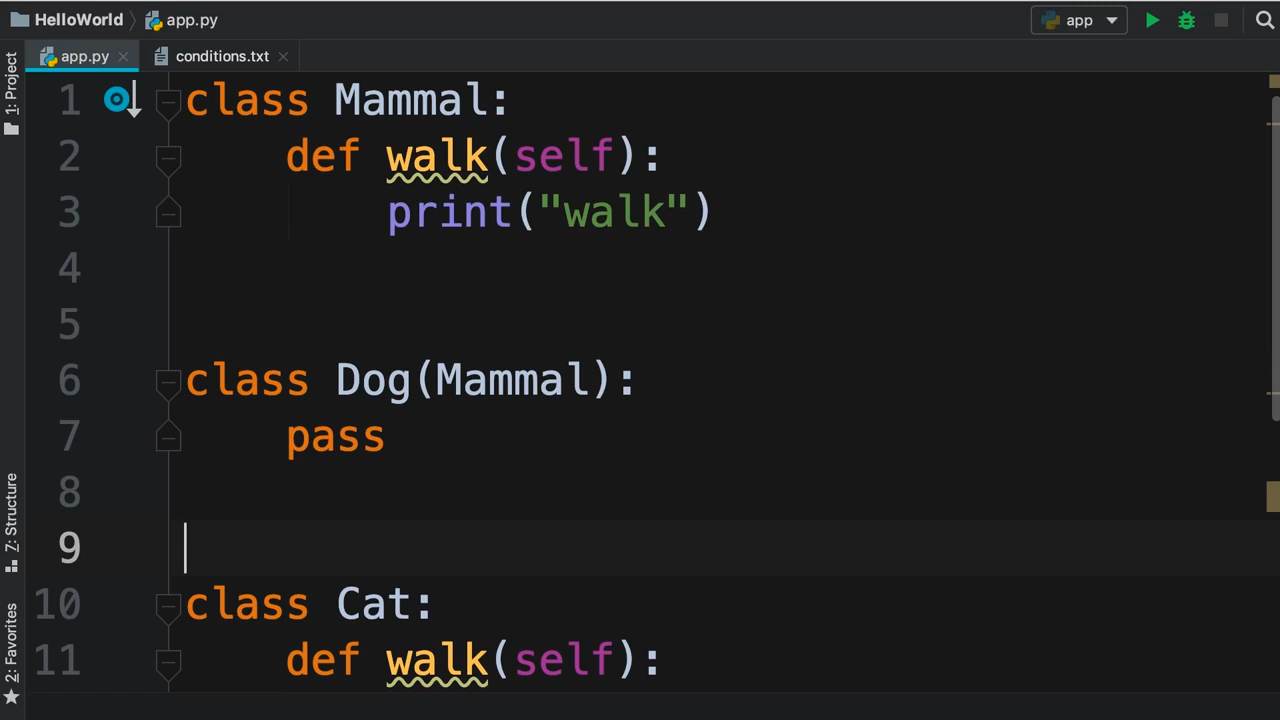 HelloWorld app.py app
app.py conditions.txt
1: Project
7: Structure
2: Favorites
1 class Mammal:
2 def walk(self):
3 print("walk")
4
5
6 class Dog(Mammal):
7 pass
8
9
10 class Cat:
11 def walk(self):